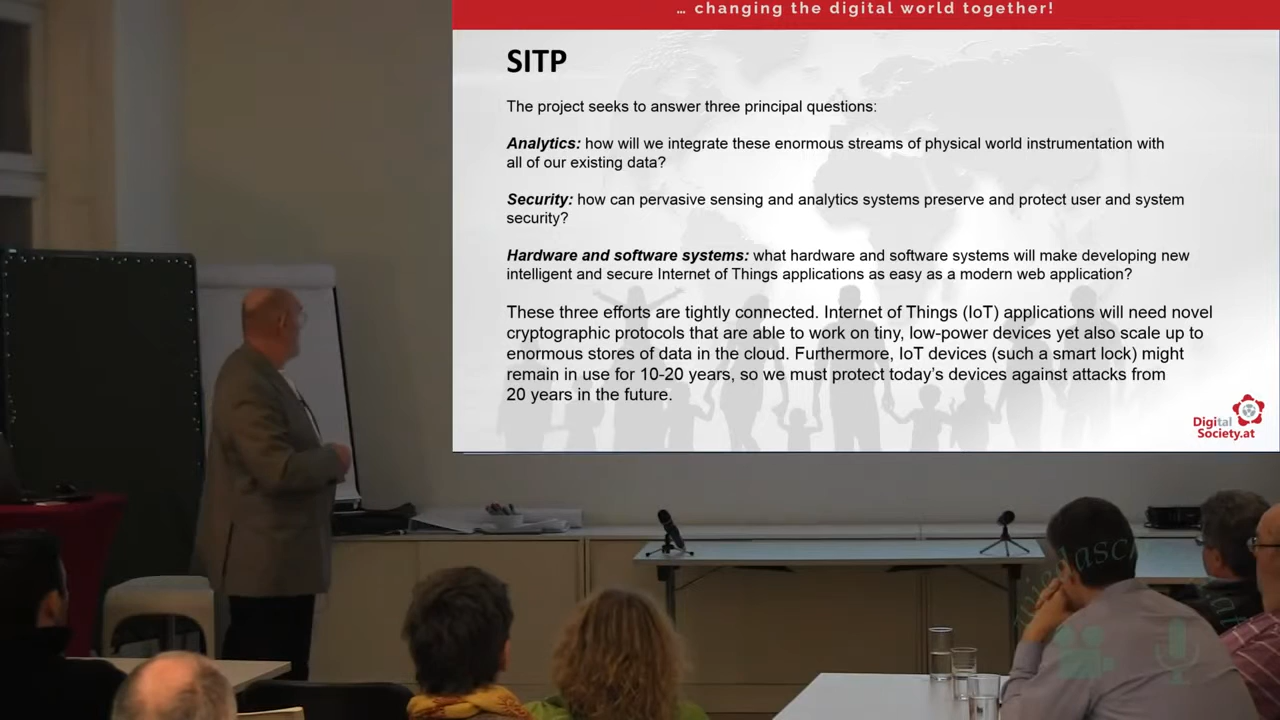 … changing the digital world together!
SITP
The project seeks to answer three principal questions:
Analytics: how will we integrate these enormous streams of physical world instrumentation with
all of our existing data?
Security: how can pervasive sensing and analytics systems preserve and protect user and system
security?
Hardware and software systems: what hardware and software systems will make developing new
intelligent and secure Internet of Things applications as easy as a modern web application?
These three efforts are tightly connected. Internet of Things (IoT) applications will need novel
cryptographic protocols that are able to work on tiny, low-power devices yet also scale up to
enormous stores of data in the cloud. Furthermore, IoT devices (such a smart lock) might
remain in use for 10-20 years, so we must protect today's devices against attacks from
20 years in the future.
Digital
Society.at